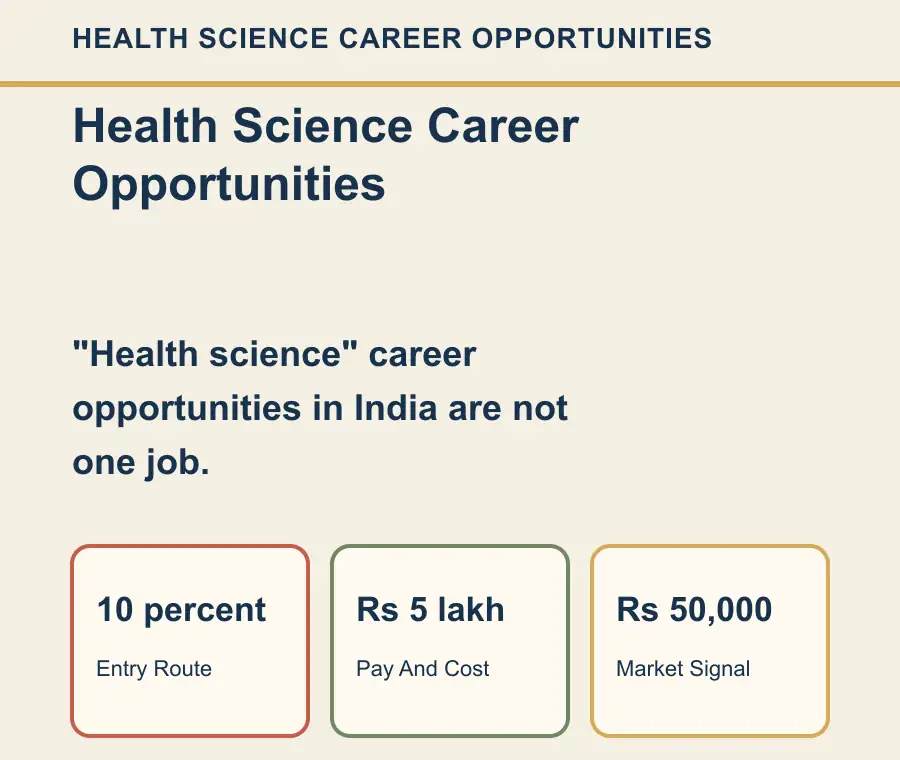 HEALTH SCIENCE CAREER OPPORTUNITIES
Health Science Career
Opportunities
"Health science" career
opportunities in India are not
one job.
10 percent
Entry Route
Rs 5 lakh
Pay And Cost
Rs 50,000
Market Signal